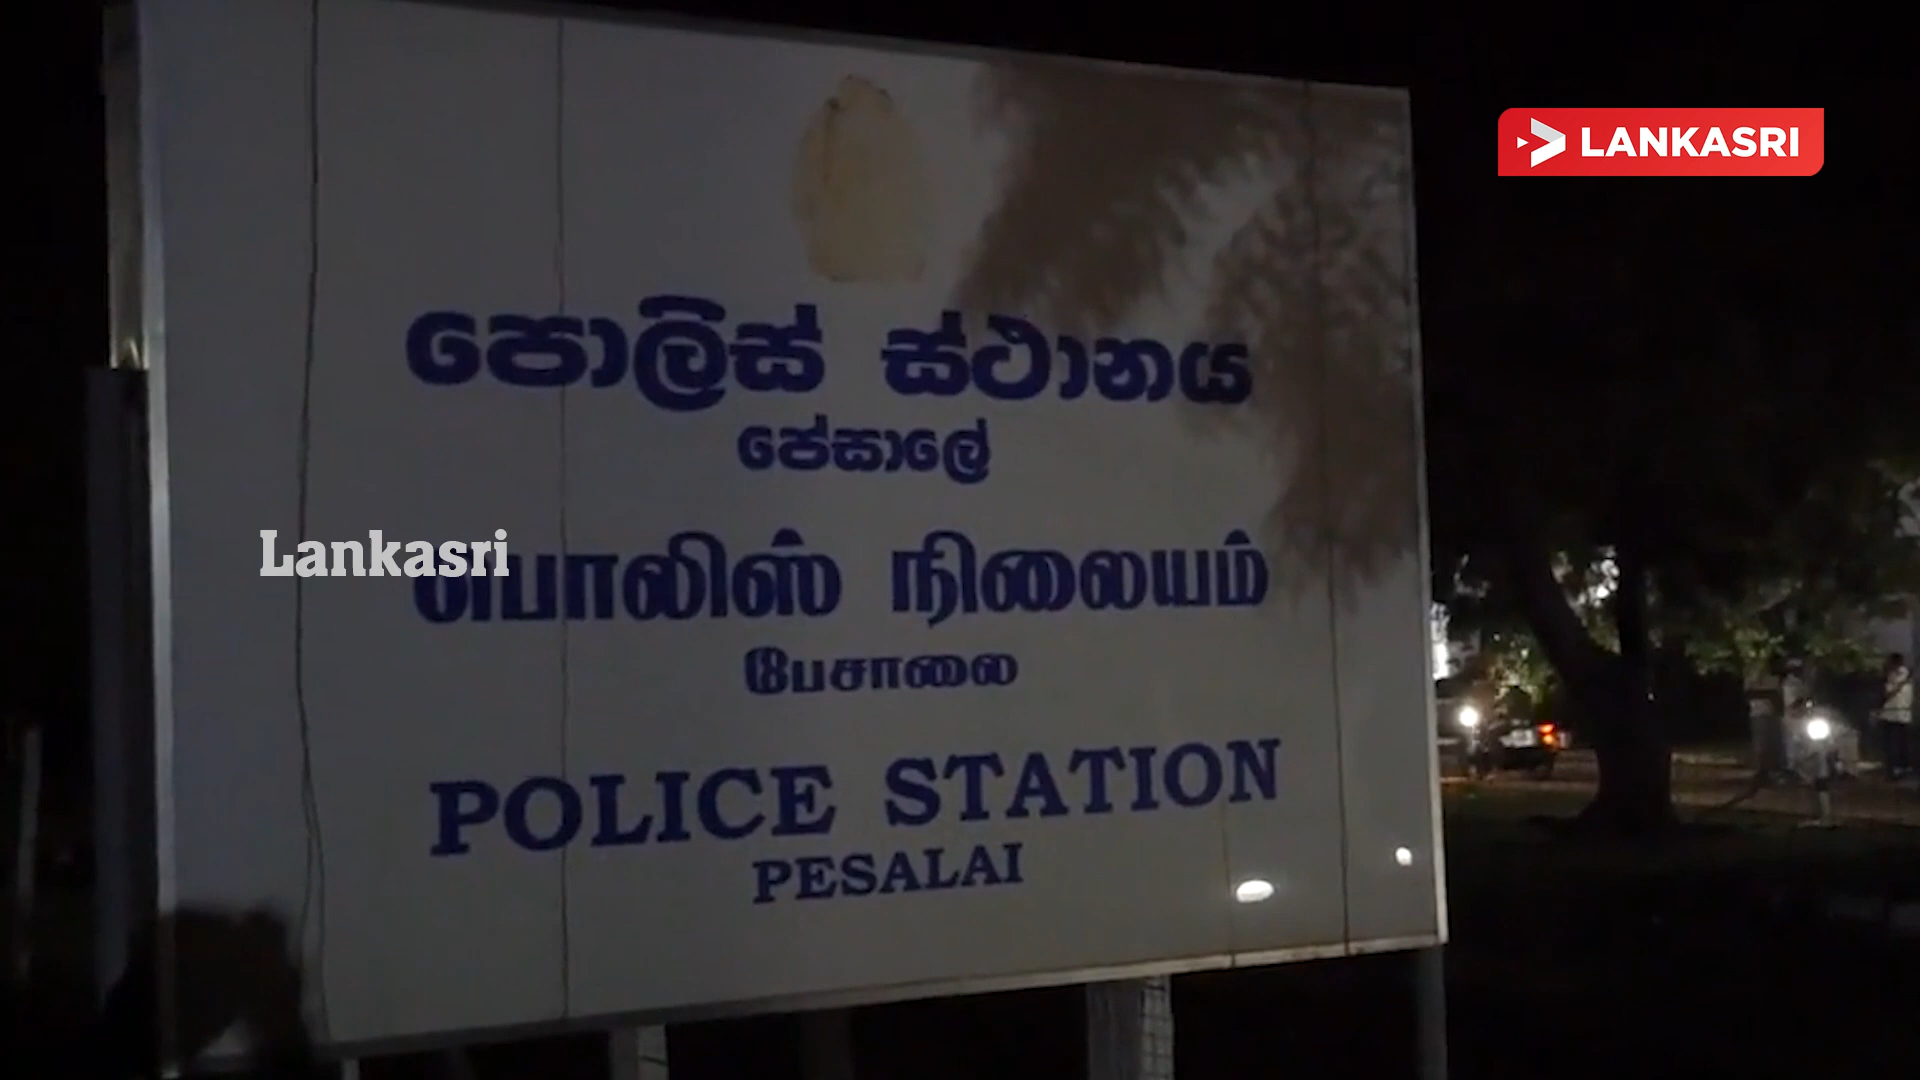 LANKASRI
පොලිස් ස්ථානය
පේසාලේ
Lankasri
பொலிஸ் நிலையம்
பேசாலை
POLICE STATION
PESALAI